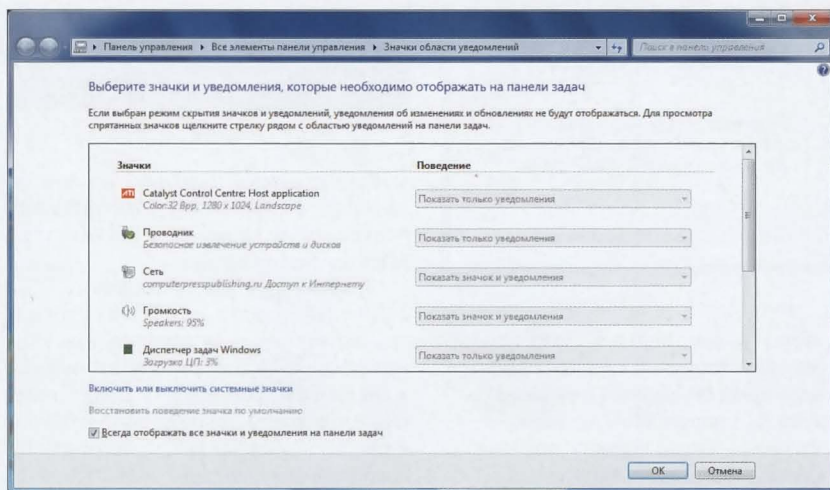 Панель управления ▸ Все элементы панели управления ▸ Значки области уведомлений
Поиск в панели управления
Выберите значки и уведомления, которые необходимо отображать на панели задач
Если выбран режим скрытия значков и уведомлений, уведомления об изменениях и обновлениях не будут отображаться. Для просмотра
спрятанных значков щелкните стрелку рядом с областью уведомлений на панели задач.
Значки Поведение
ATI Catalyst Control Centre: Host application
Color:32 Bpp, 1280 x 1024, Landscape
Показать только уведомления
Проводник
Безопасное извлечение устройств и дисков
Показать только уведомления
Сеть
computerpresspublishing.ru Доступ к Интернету
Показать значок и уведомления
Громкость
Speakers: 95%
Показать значок и уведомления
Диспетчер задач Windows
Загрузка ЦП: 3%
Показать только уведомления
Включить или выключить системные значки
Восстановить поведение значка по умолчанию
Всегда отображать все значки и уведомления на панели задач
ОК Отмена